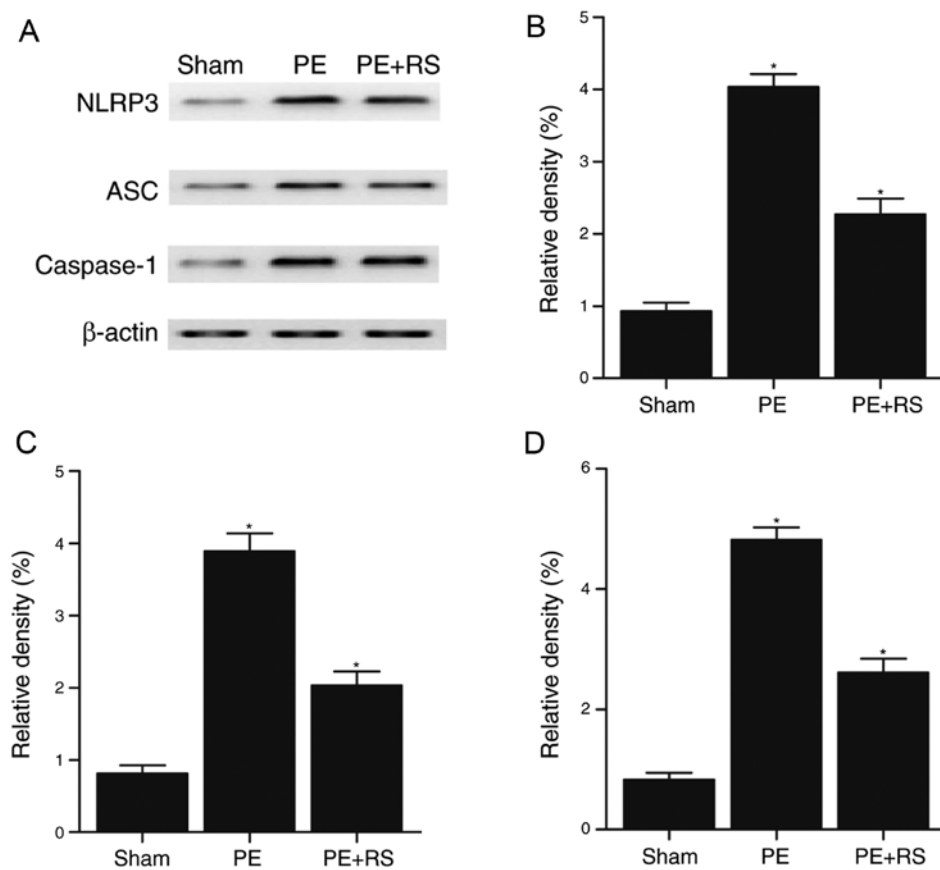 A
Sham PE PE+RS
NLRP3
ASC
Caspase-1
β-actin
B
Relative density (%)
5
4
3
2
1
0
*
*
Sham PE PE+RS
C
Relative density (%)
5
4
3
2
1
0
*
*
Sham PE PE+RS
D
Relative density (%)
6
4
2
0
*
*
Sham PE PE+RS